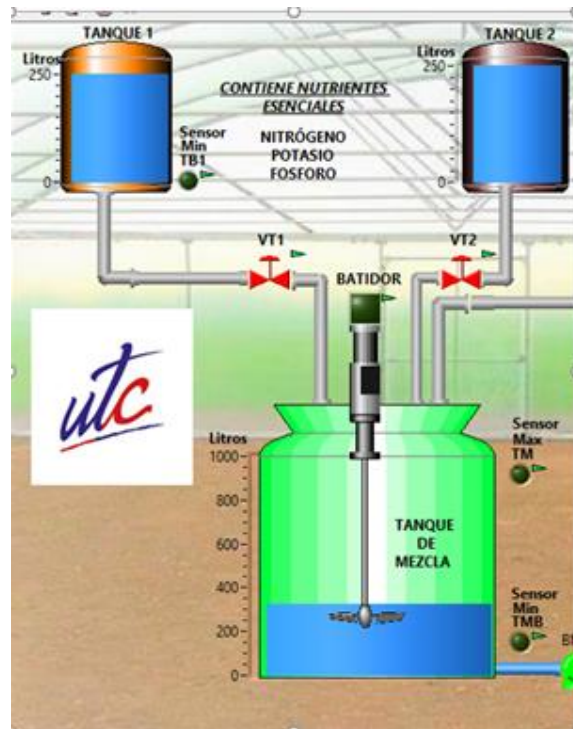 TANQUE 1
TANQUE 2
Litros
Litros
250
250
CONTIENE NUTRIENTES
ESENCIALES
NITRÓGENO
POTASIO
FOSFORO
Sensor
Min
TB1
0
0
VT1
VT2
BATIDOR
utc
Litros
1000
800
600
400
200
0
Sensor
Max
TM
TANQUE
DE
MEZCLA
Sensor
Min
TMB